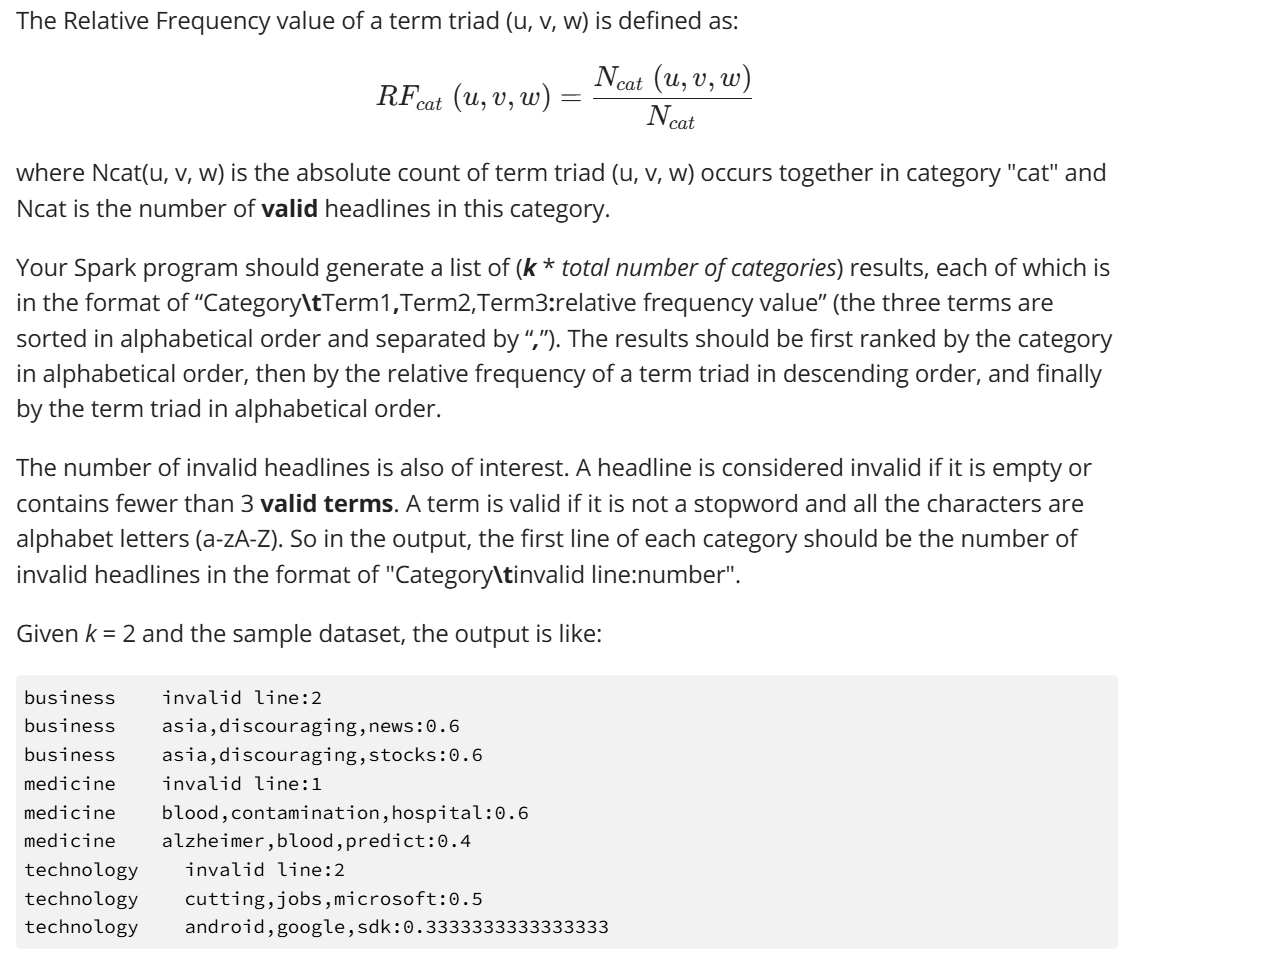 The Relative Frequency value of a term triad (u, v, w) is defined as:
RFcat (u, v, w) = Ncat (u, v, w) / Ncat
where Ncat(u, v, w) is the absolute count of term triad (u, v, w) occurs together in category "cat" and
Ncat is the number of valid headlines in this category.
Your Spark program should generate a list of (k * total number of categories) results, each of which is
in the format of “Category\tTerm1,Term2,Term3:relative frequency value” (the three terms are
sorted in alphabetical order and separated by “,”). The results should be first ranked by the category
in alphabetical order, then by the relative frequency of a term triad in descending order, and finally
by the term triad in alphabetical order.
The number of invalid headlines is also of interest. A headline is considered invalid if it is empty or
contains fewer than 3 valid terms. A term is valid if it is not a stopword and all the characters are
alphabet letters (a-zA-Z). So in the output, the first line of each category should be the number of
invalid headlines in the format of "Category\tinvalid line:number".
Given k = 2 and the sample dataset, the output is like:
business    invalid line:2
business    asia,discouraging,news:0.6
business    asia,discouraging,stocks:0.6
medicine    invalid line:1
medicine    blood,contamination,hospital:0.6
medicine    alzheimer,blood,predict:0.4
technology    invalid line:2
technology    cutting,jobs,microsoft:0.5
technology    android,google,sdk:0.3333333333333333